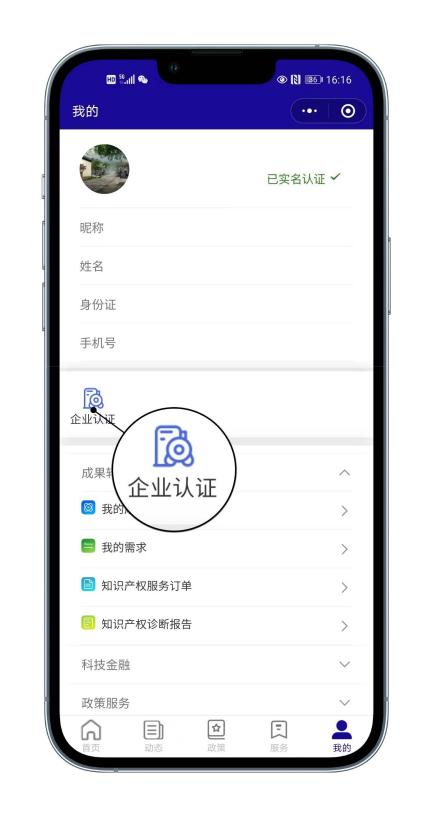 HD 5G 86 16:16
我的
已实名认证
昵称
姓名
身份证
手机号
企业认证
企业认证
成果
我的
我的需求
知识产权服务订单
知识产权诊断报告
科技金融
政策服务
首页 动态 政策 服务 我的